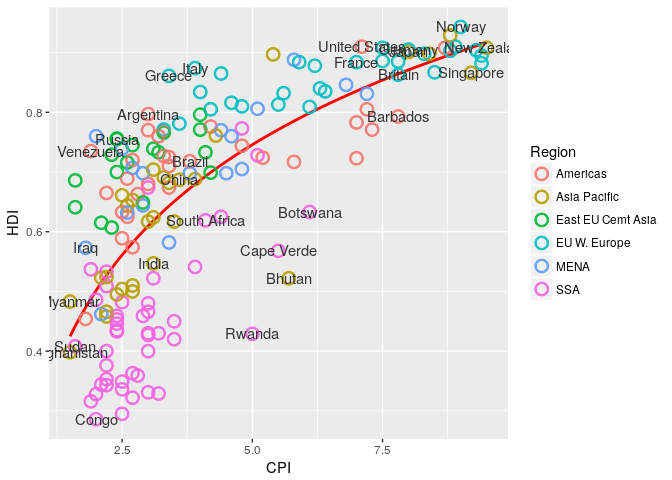 Norway
United States
Germany
New Zeala
France
Italy
Greece
Britain
Singapore
Argentina
Barbados
Russia
Venezuela
Brazil
China
South Africa
Botswana
Iraq
Cape Verde
India
Bhutan
Myanmar
Rwanda
Sudan
ghanistan
Congo
0.8
0.6
0.4
2.5
5.0
7.5
CPI
HDI
Region
Americas
Asia Pacific
East EU Cemt Asia
EU W. Europe
MENA
SSA